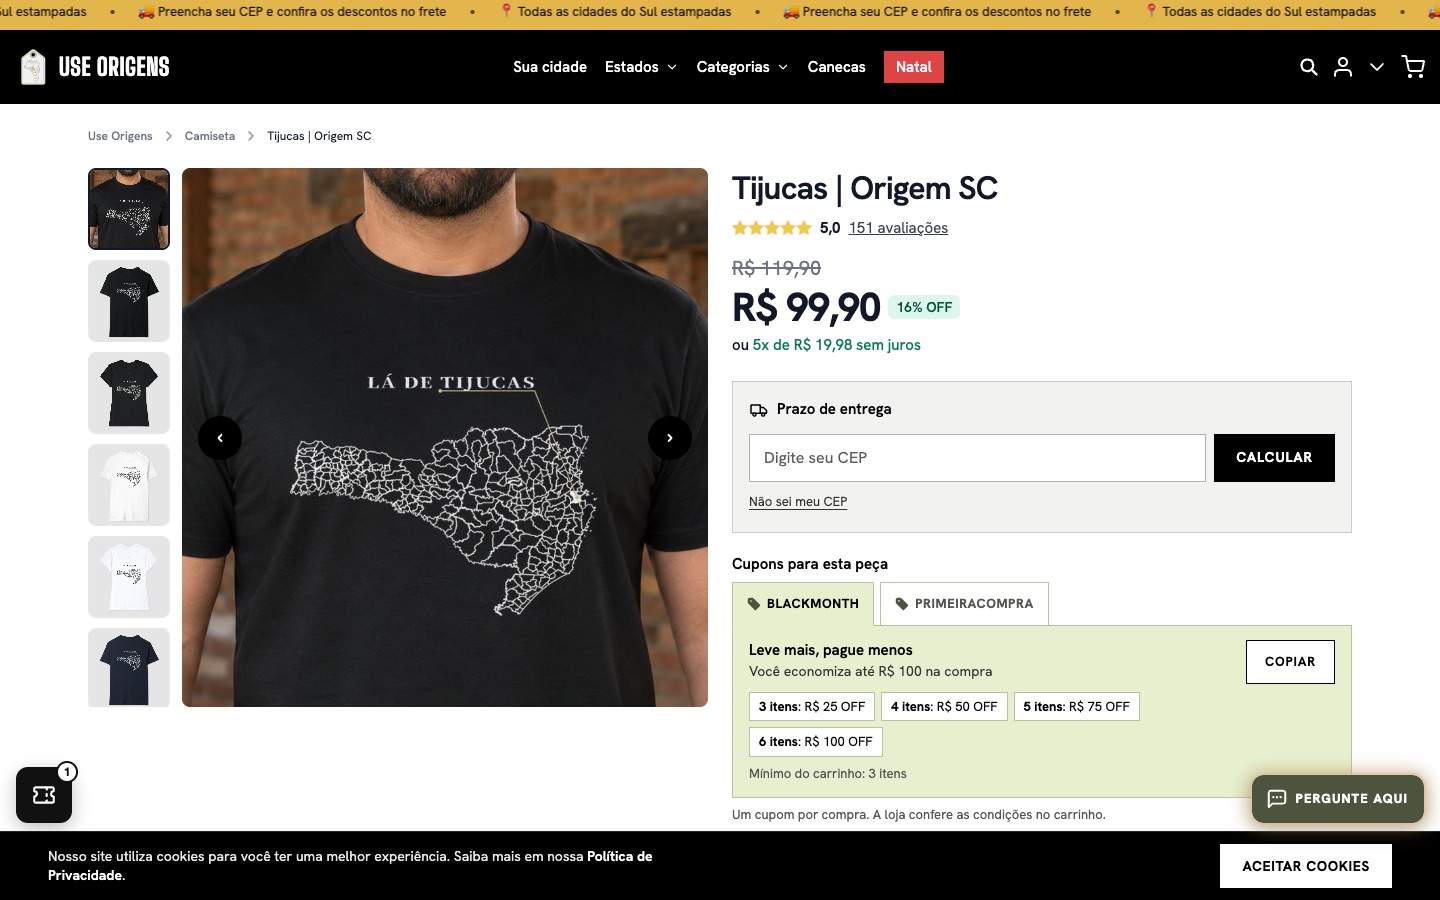 Sul estampadas • 🚚 Preencha seu CEP e confira os descontos no frete • 📍 Todas as cidades do Sul estampadas • 🚚 Preencha seu CEP e confira os descontos no frete • 📍 Todas as cidades do Sul estampadas •
USE ORIGENS
Sua cidade Estados Categorias Canecas Natal
Use Origens > Camiseta > Tijucas | Origem SC
LÁ DE TIJUCAS
Tijucas | Origem SC
5,0 151 avaliações
R$ 119,90
R$ 99,90 16% OFF
ou 5x de R$ 19,98 sem juros
Prazo de entrega
Digite seu CEP
CALCULAR
Não sei meu CEP
Cupons para esta peça
BLACKMONTH PRIMEIRACOMPRA
Leve mais, pague menos
Você economiza até R$ 100 na compra
COPIAR
3 itens: R$ 25 OFF 4 itens: R$ 50 OFF 5 itens: R$ 75 OFF
6 itens: R$ 100 OFF
Mínimo do carrinho: 3 itens
Um cupom por compra. A loja confere as condições no carrinho.
1
PERGUNTE AQUI
Nosso site utiliza cookies para você ter uma melhor experiência. Saiba mais em nossa Política de
Privacidade.
ACEITAR COOKIES